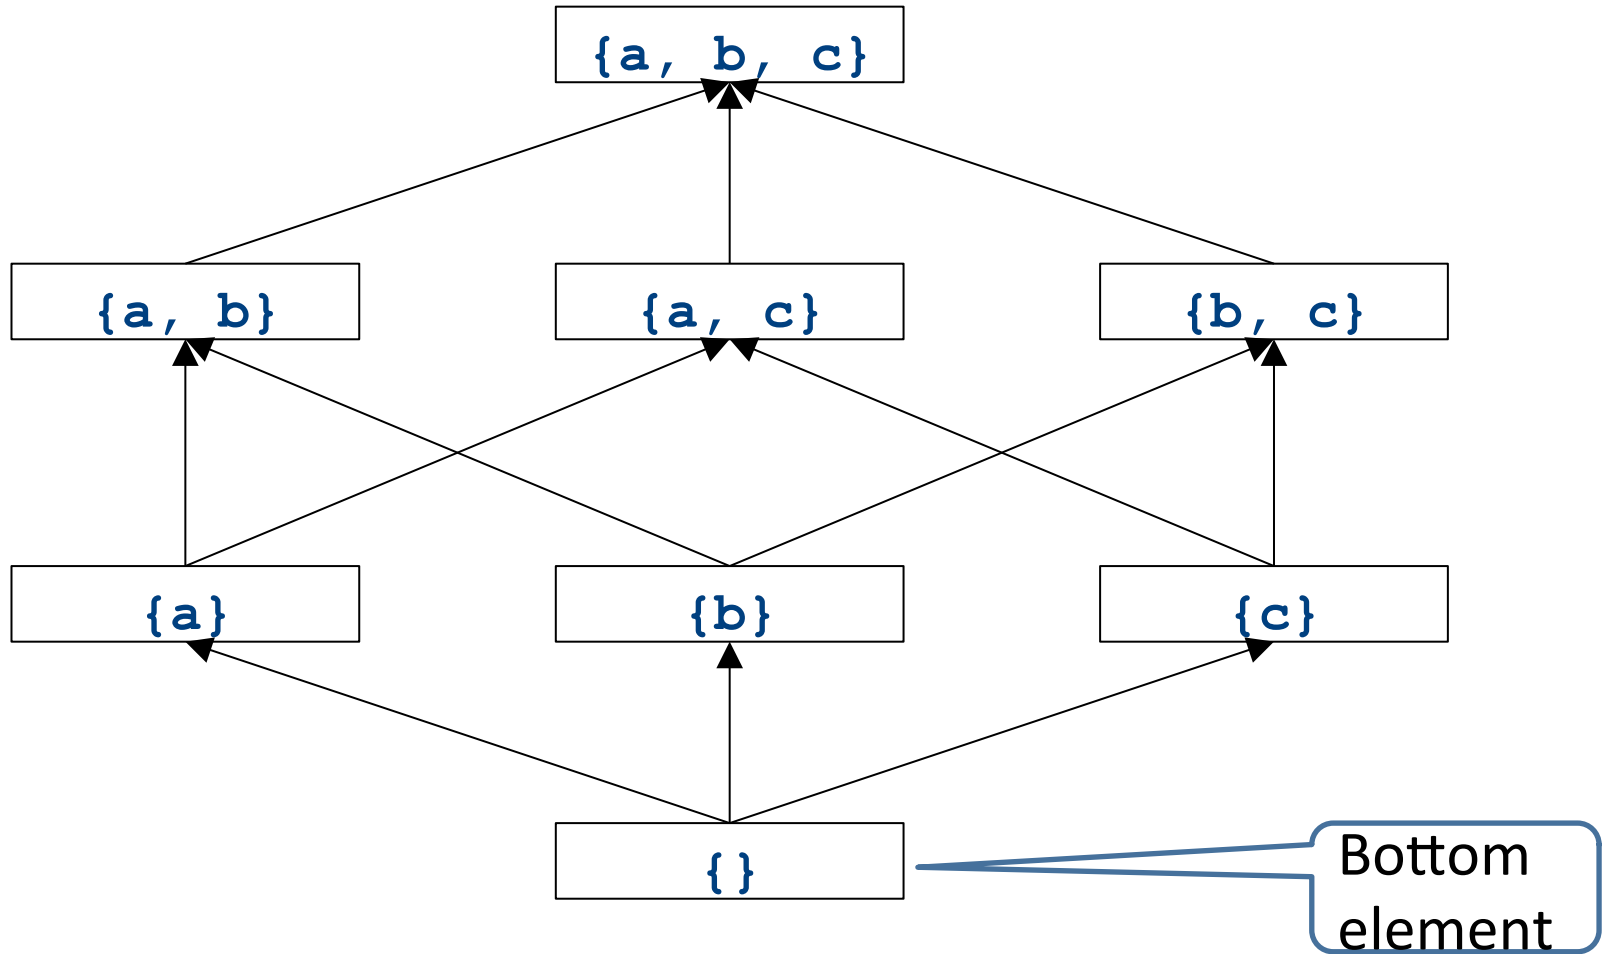 {a, b, c}
{a, b}
{a, c}
{b, c}
{a}
{b}
{c}
{}
Bottom
element